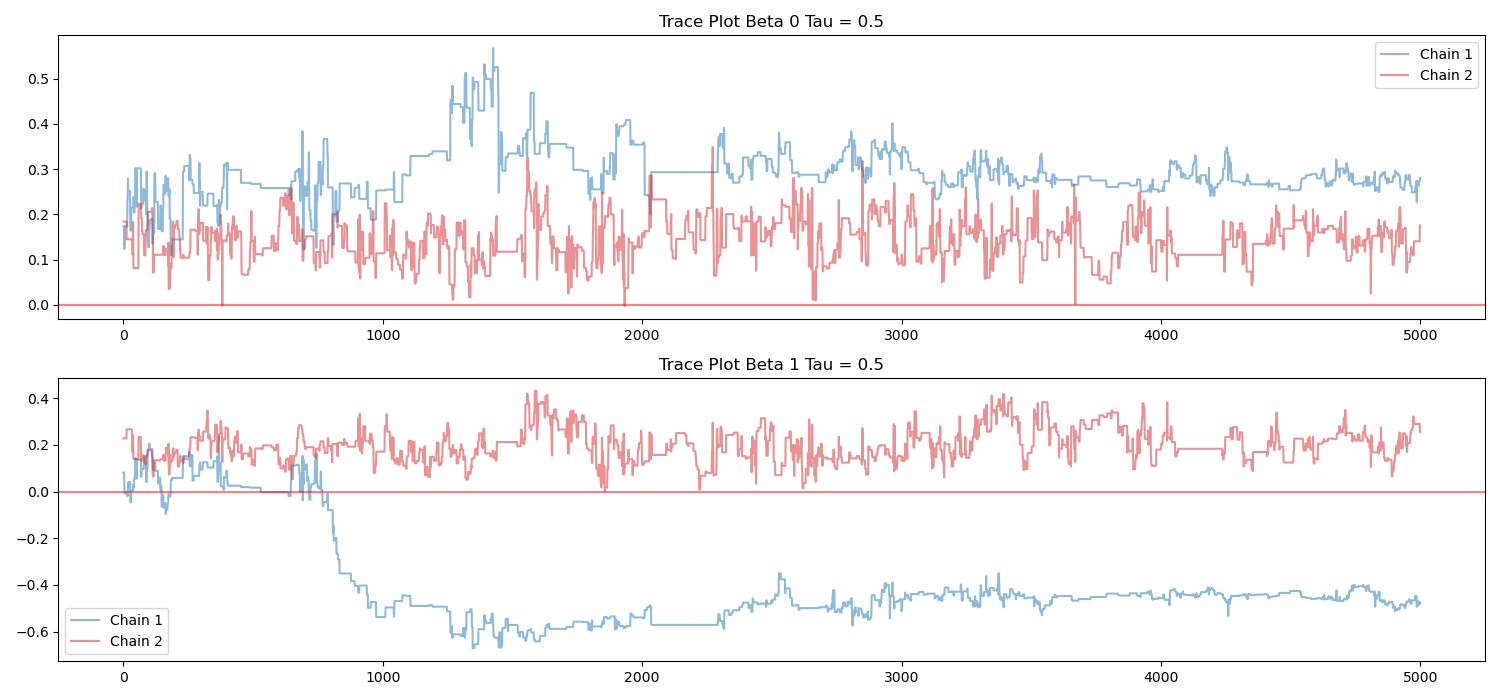 Trace Plot Beta 0 Tau = 0.5
0.5
0.4
0.3
0.2
0.1
0.0
Chain 1
Chain 2
0 1000 2000 3000 4000 5000
Trace Plot Beta 1 Tau = 0.5
0.4
0.2
0.0
−0.2
−0.4
−0.6
Chain 1
Chain 2
0 1000 2000 3000 4000 5000